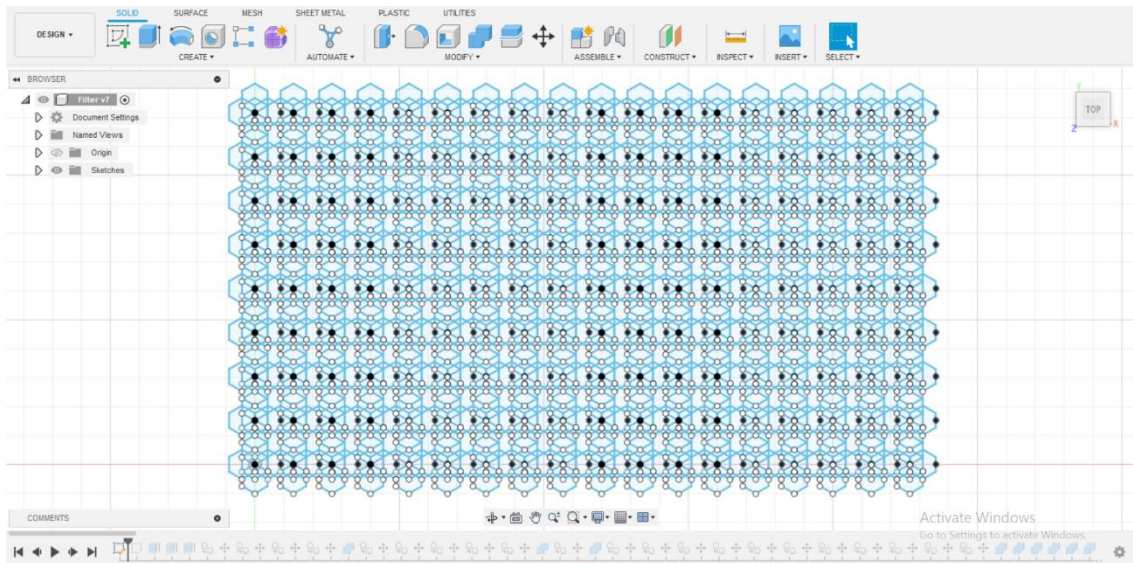 SOLID SURFACE MESH SHEET METAL PLASTIC UTILITIES
DESIGN
CREATE AUTOMATE MODIFY ASSEMBLE CONSTRUCT INSPECT INSERT SELECT
BROWSER
Filter v7
Document Settings
Named Views
Origin
Sketches
Y
TOP
X
Z
COMMENTS
Activate Windows
Go to Settings to activate Windows.